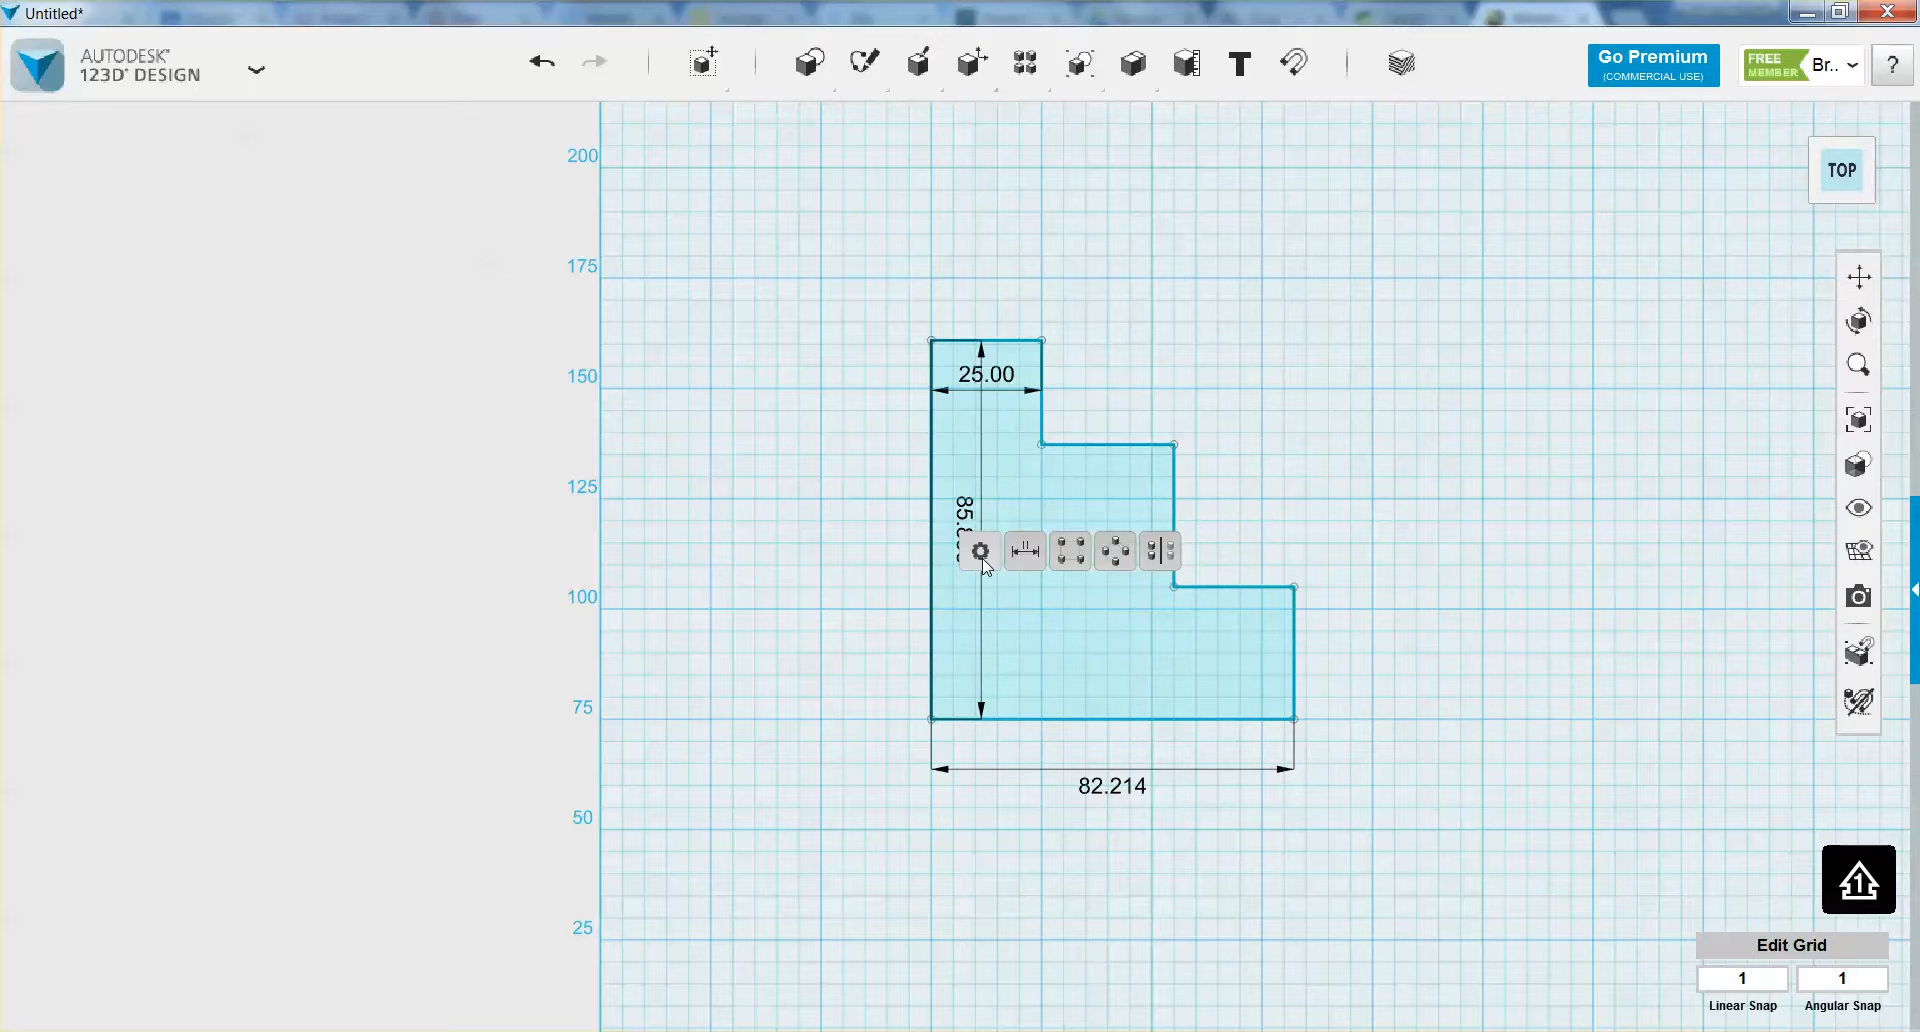 Untitled*
AUTODESK®
123D® DESIGN
Go Premium
(COMMERCIAL USE)
FREE
MEMBER
Br..
?
T
200
175
150
125
100
75
50
25
TOP
25.00
82.214
1
Edit Grid
1
1
Linear Snap
Angular Snap